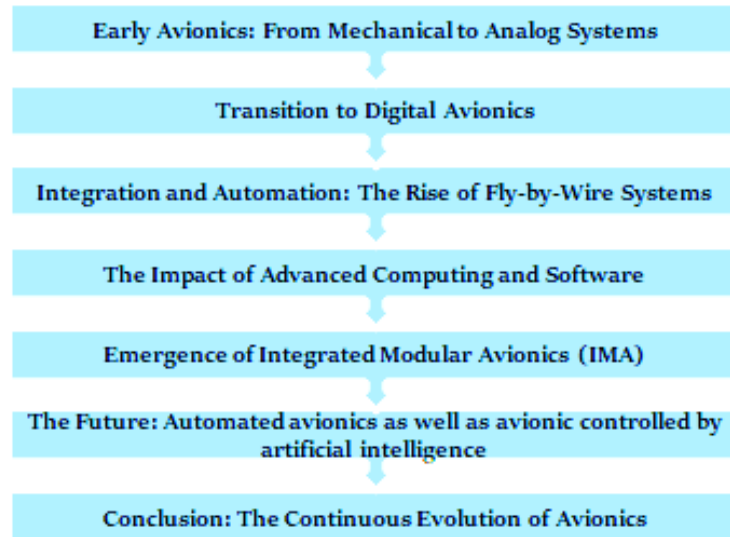 Early Avionics: From Mechanical to Analog Systems
Transition to Digital Avionics
Integration and Automation: The Rise of Fly-by-Wire Systems
The Impact of Advanced Computing and Software
Emergence of Integrated Modular Avionics (IMA)
The Future: Automated avionics as well as avionic controlled by
artificial intelligence
Conclusion: The Continuous Evolution of Avionics